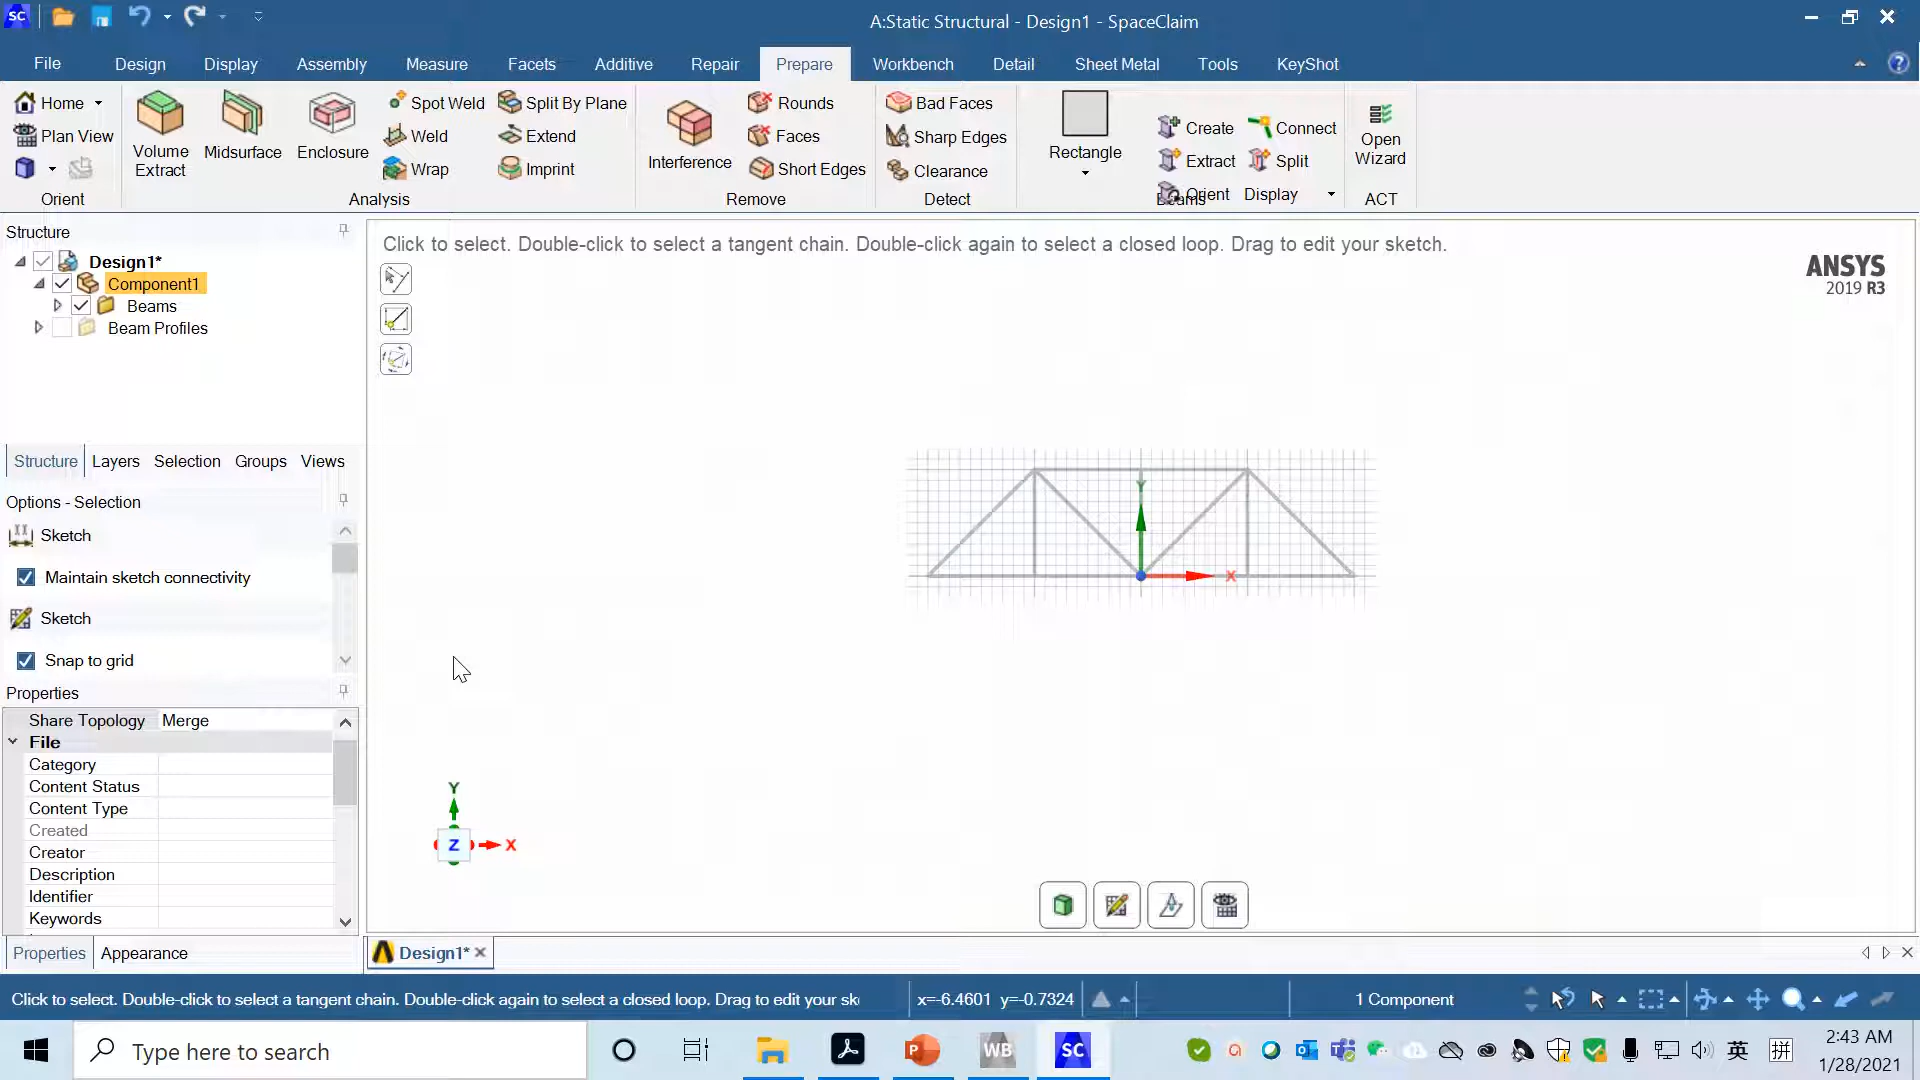 SC
A:Static Structural - Design1 - SpaceClaim
File Design Display Assembly Measure Facets Additive Repair Prepare Workbench Detail Sheet Metal Tools KeyShot
Home
Plan View
Orient
Volume Extract
Midsurface
Enclosure
Spot Weld
Weld
Wrap
Split By Plane
Extend
Imprint
Analysis
Interference
Rounds
Faces
Short Edges
Remove
Bad Faces
Sharp Edges
Clearance
Detect
Rectangle
Create
Connect
Extract
Split
Orient
Display
Beams
Open Wizard
ACT
Structure
Design1*
Component1
Beams
Beam Profiles
Structure Layers Selection Groups Views
Options - Selection
Sketch
Maintain sketch connectivity
Sketch
Snap to grid
Properties
Share Topology Merge
File
Category
Content Status
Content Type
Created
Creator
Description
Identifier
Keywords
Properties Appearance
Click to select. Double-click to select a tangent chain. Double-click again to select a closed loop. Drag to edit your sketch.
ANSYS
2019 R3
Y
X
Y
Z X
Design1*
Click to select. Double-click to select a tangent chain. Double-click again to select a closed loop. Drag to edit your sk
x=-6.4601 y=-0.7324
1 Component
Type here to search
WB
SC
英
拼
2:43 AM
1/28/2021